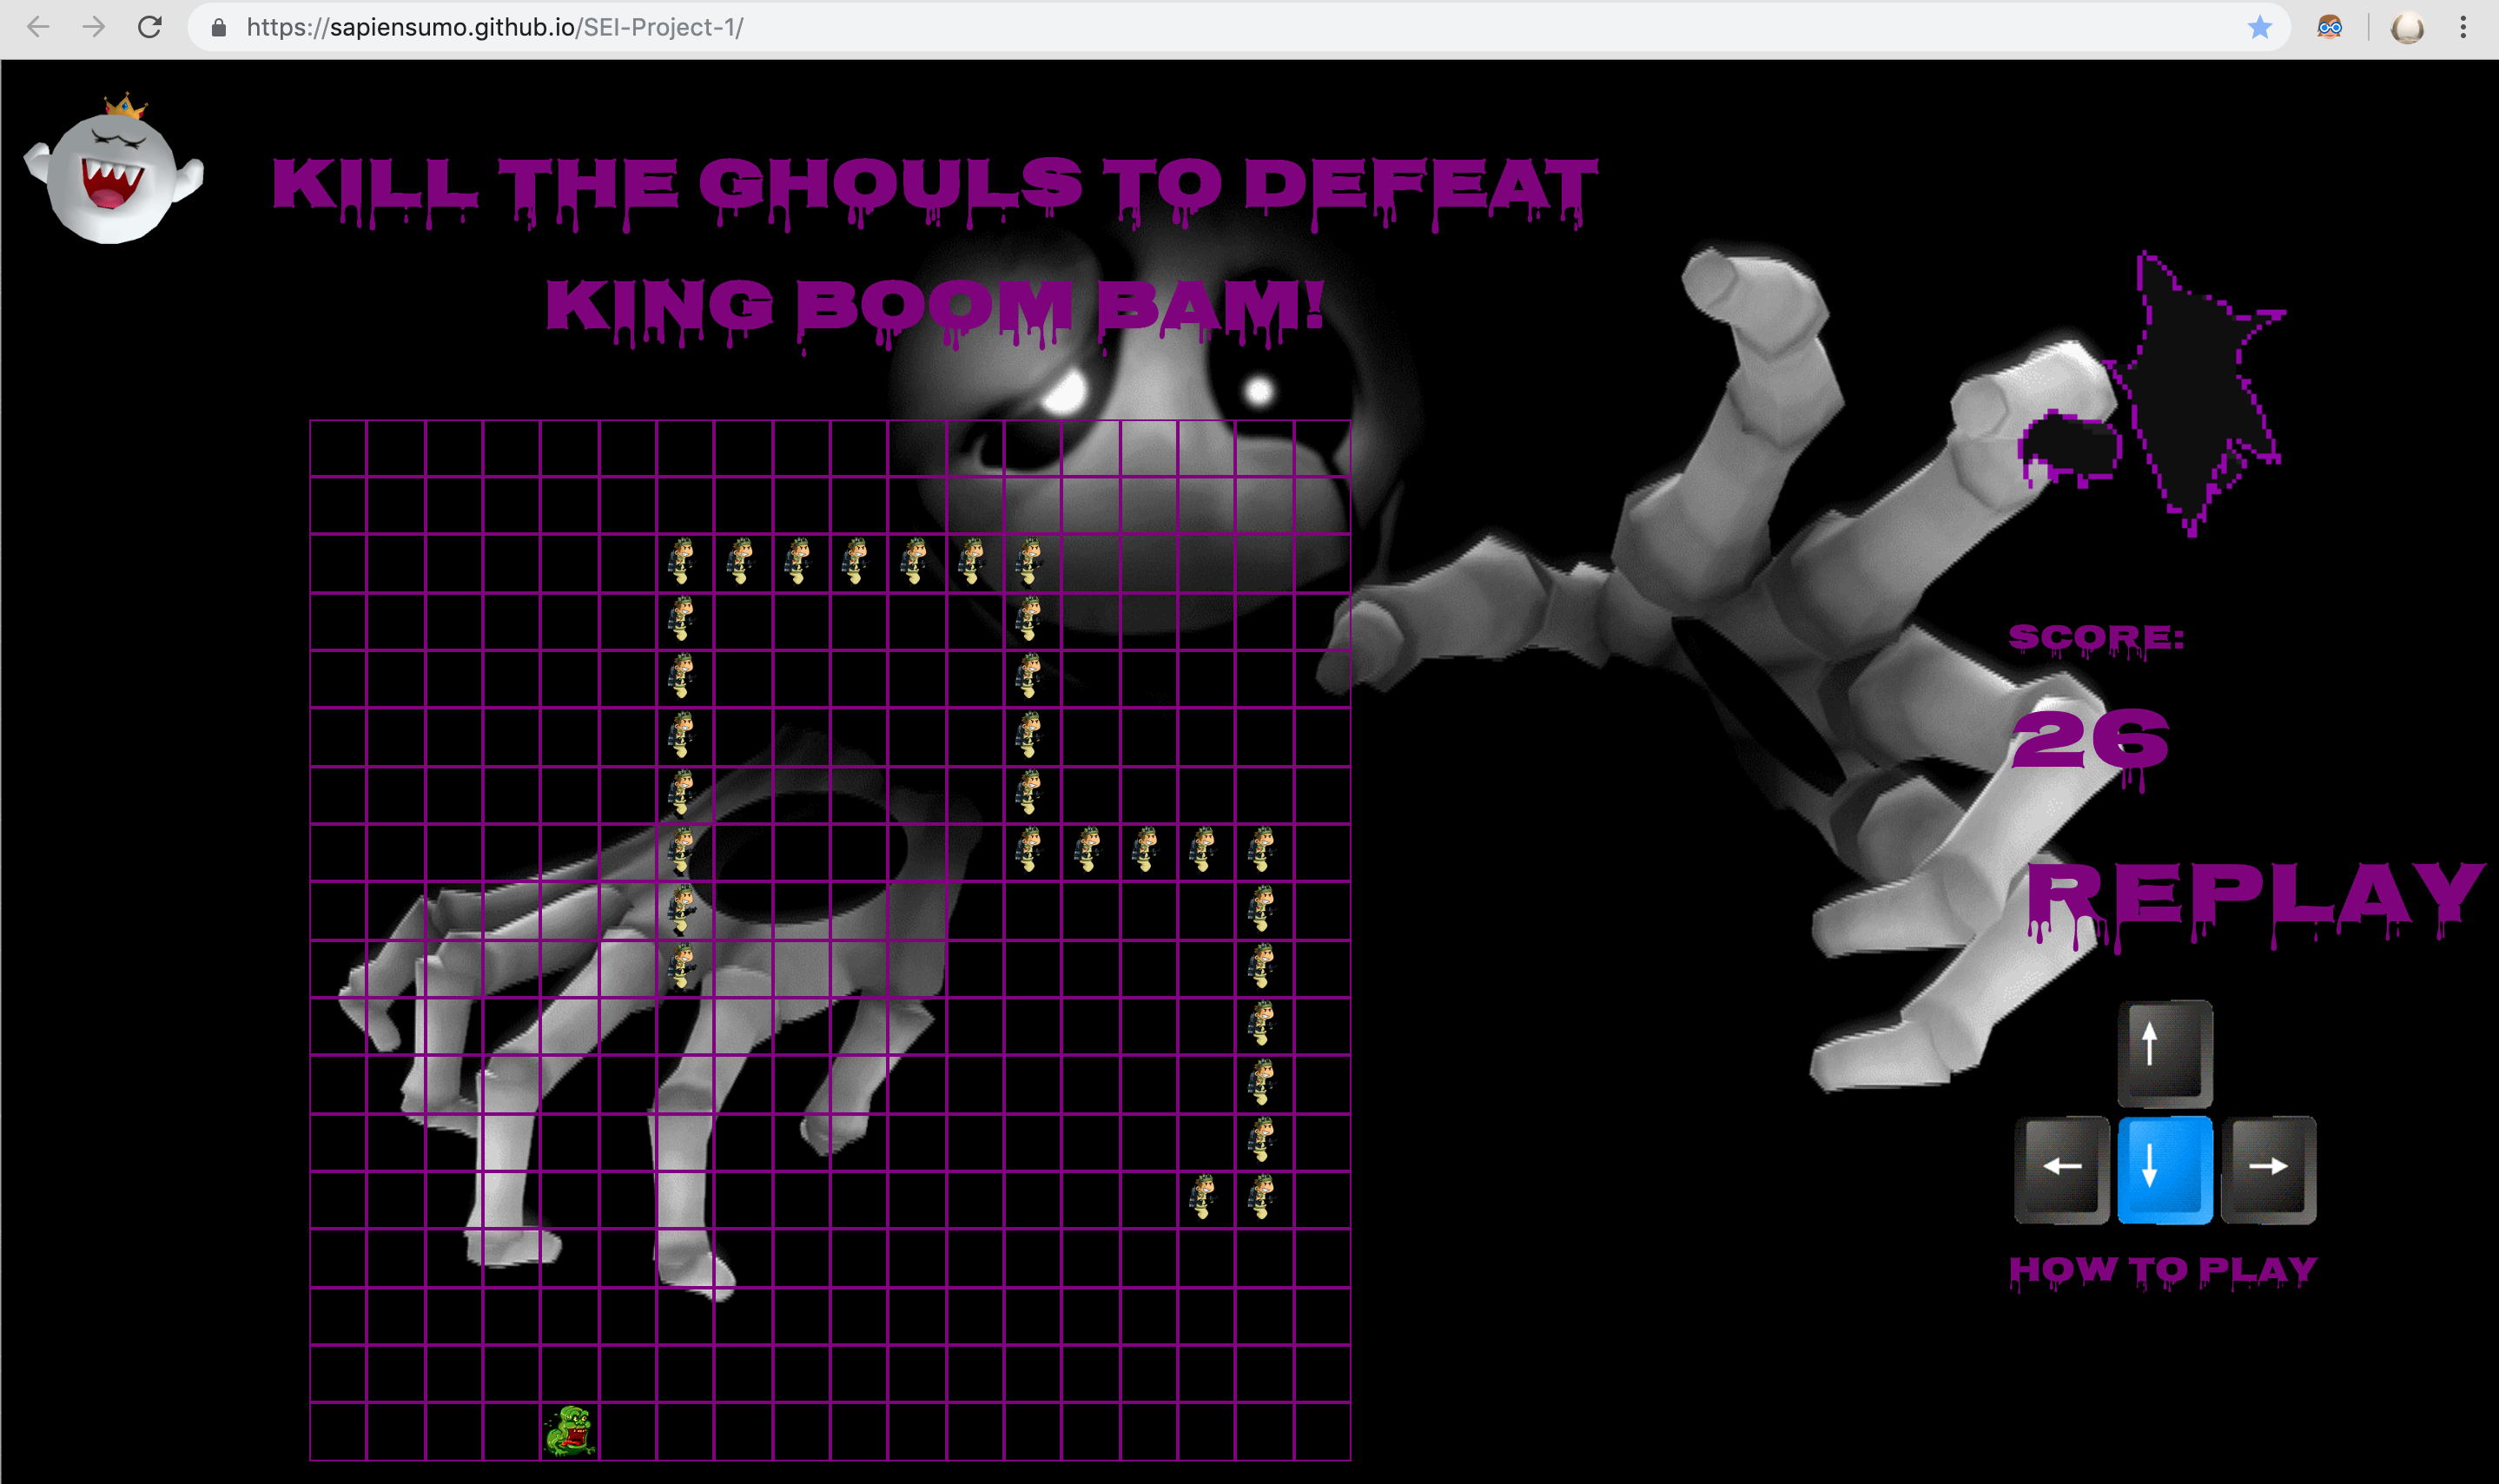 https://sapiensumo.github.io/SEI-Project-1/
KILL THE GHOULS TO DEFEAT
KING BOOM BAM!
SCORE:
26
REPLAY
HOW TO PLAY